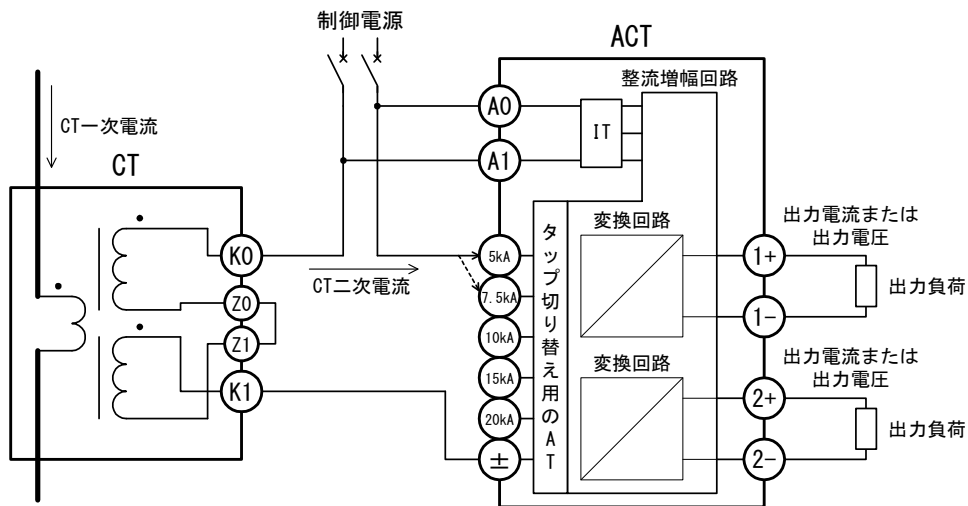 制御電源
ACT
整流増幅回路
CT一次電流
CT
A0
IT
A1
K0
CT二次電流
Z0
Z1
K1
5kA
7.5kA
10kA
15kA
20kA
±
タップ切り替え用のAT
変換回路
変換回路
1+
1-
2+
2-
出力電流または
出力電圧
出力負荷
出力電流または
出力電圧
出力負荷